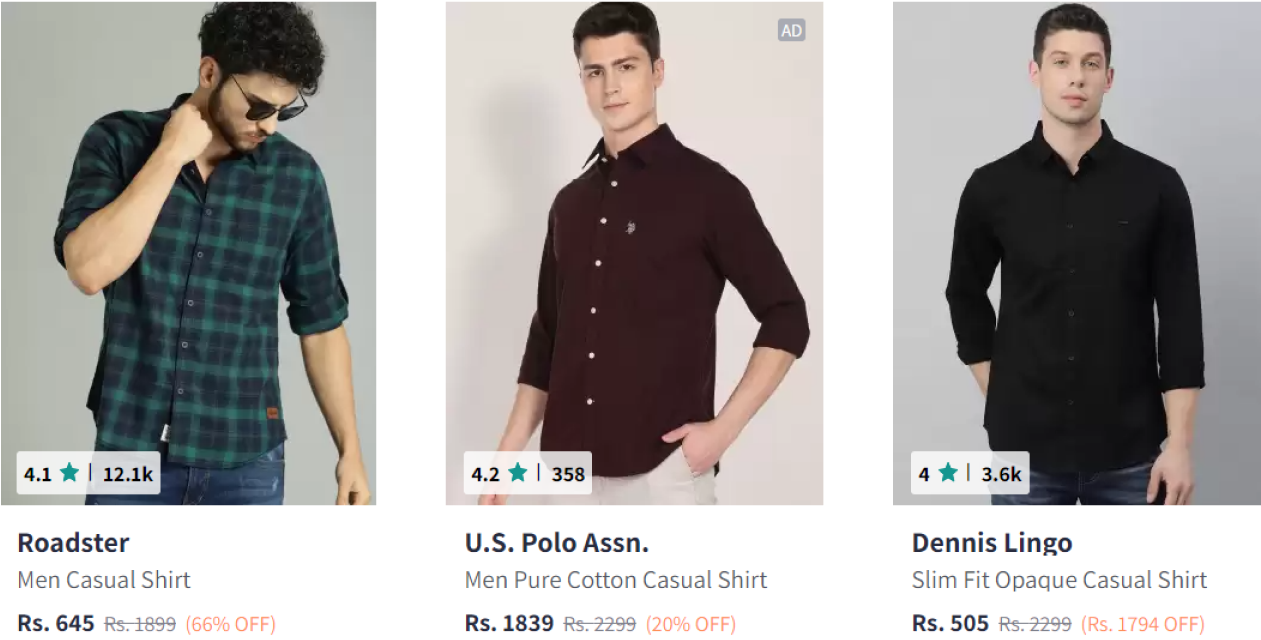 AD
4.1 ★ | 12.1k
4.2 ★ | 358
4 ★ | 3.6k
Roadster
Men Casual Shirt
Rs. 645 Rs. 1899 (66% OFF)
U.S. Polo Assn.
Men Pure Cotton Casual Shirt
Rs. 1839 Rs. 2299 (20% OFF)
Dennis Lingo
Slim Fit Opaque Casual Shirt
Rs. 505 Rs. 2299 (Rs. 1794 OFF)